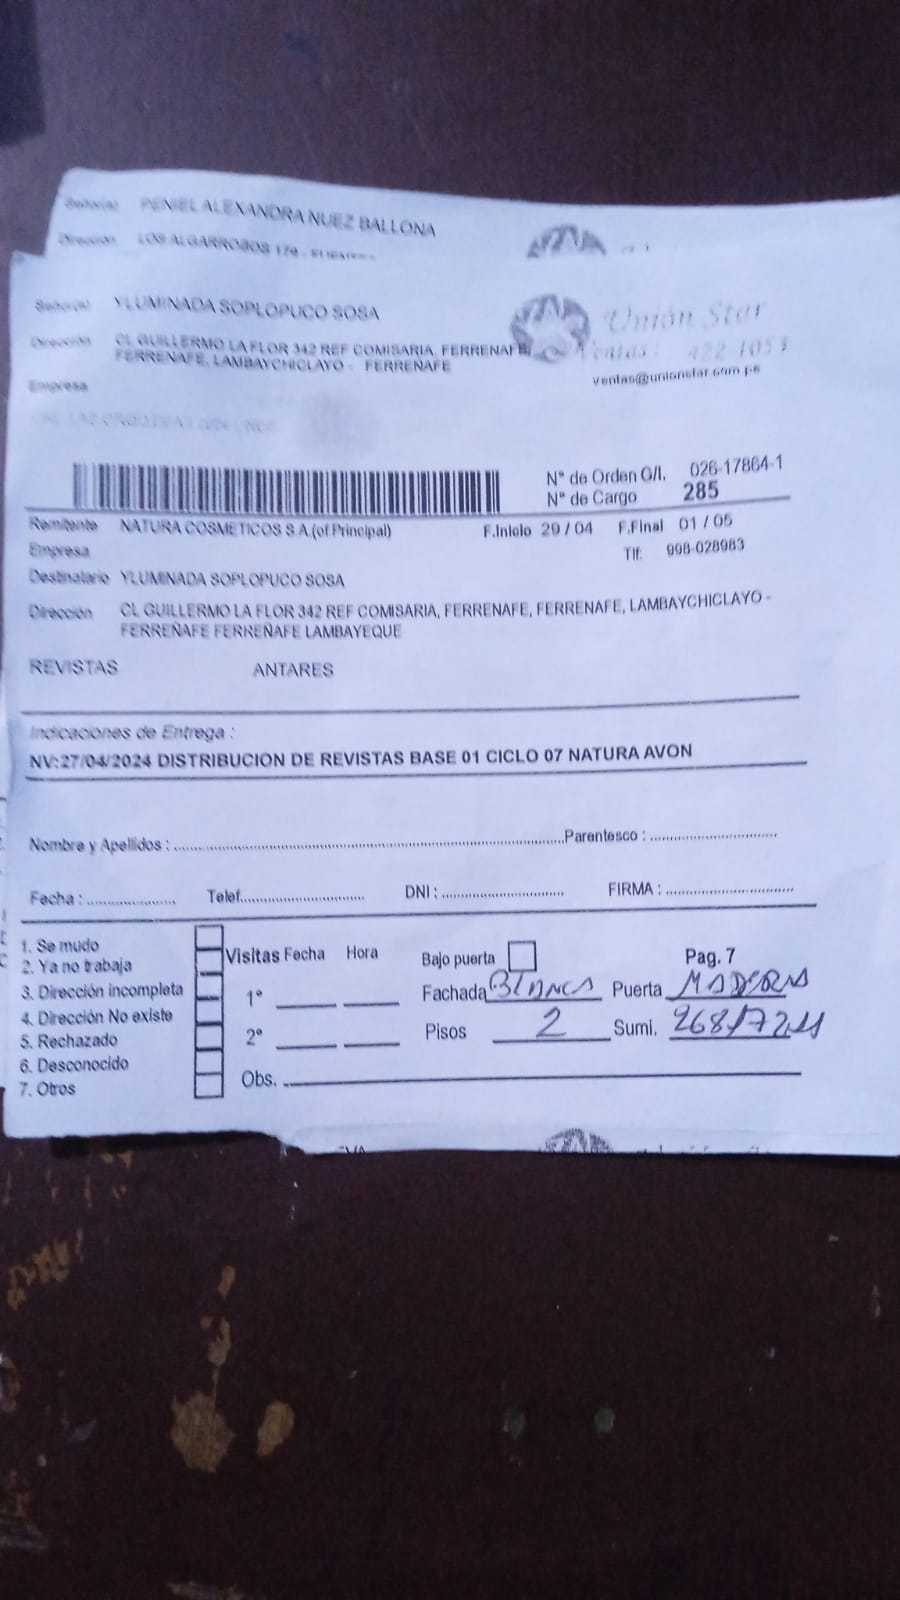 Señor(a) PENIEL ALEXANDRA NUEZ BALLONA
Dirección LOS ALGARROBOS 179 -
Señor(a) YLUMINADA SOPLOPUCO SOSA
Unión Star
Dirección CL GUILLERMO LA FLOR 342 REF COMISARIA, FERRENAFE,
FERRENAFE, LAMBAYCHICLAYO - FERREÑAFE
Ventas: 422 1053
ventas@unionstar.com.pe
Empresa
N° de Orden G/I. 026-17864-1
N° de Cargo 285
Remitente NATURA COSMETICOS S.A.(of.Principal) F.Inicio 29 / 04 F.Final 01 / 05
Empresa Tlf: 998-028983
Destinatario YLUMINADA SOPLOPUCO SOSA
Dirección CL GUILLERMO LA FLOR 342 REF COMISARIA, FERRENAFE, FERRENAFE, LAMBAYCHICLAYO -
FERREÑAFE FERREÑAFE LAMBAYEQUE
REVISTAS ANTARES
Indicaciones de Entrega :
NV:27/04/2024 DISTRIBUCION DE REVISTAS BASE 01 CICLO 07 NATURA AVON
Nombre y Apellidos : Parentesco :
Fecha : Telef. DNI : FIRMA :
1. Se mudo
2. Ya no trabaja
3. Dirección incompleta
4. Dirección No existe
5. Rechazado
6. Desconocido
7. Otros
Visitas Fecha Hora Bajo puerta Pag. 7
1° Fachada BLANCA Puerta MADERA
2° Pisos 2 Sumi.
Obs.